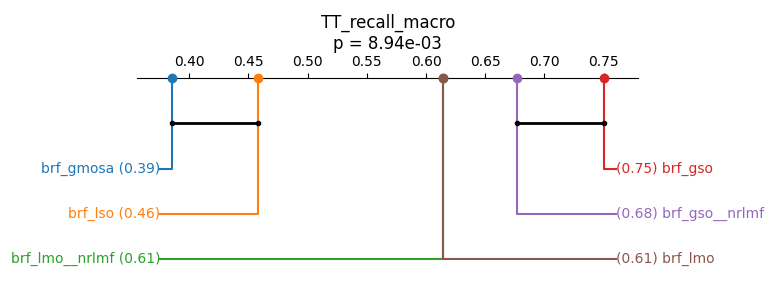 TT_recall_macro
p = 8.94e-03
0.40 0.45 0.50 0.55 0.60 0.65 0.70 0.75
brf_gmosa (0.39)
(0.75) brf_gso
brf_lso (0.46)
(0.68) brf_gso__nrlmf
brf_lmo__nrlmf (0.61)
(0.61) brf_lmo